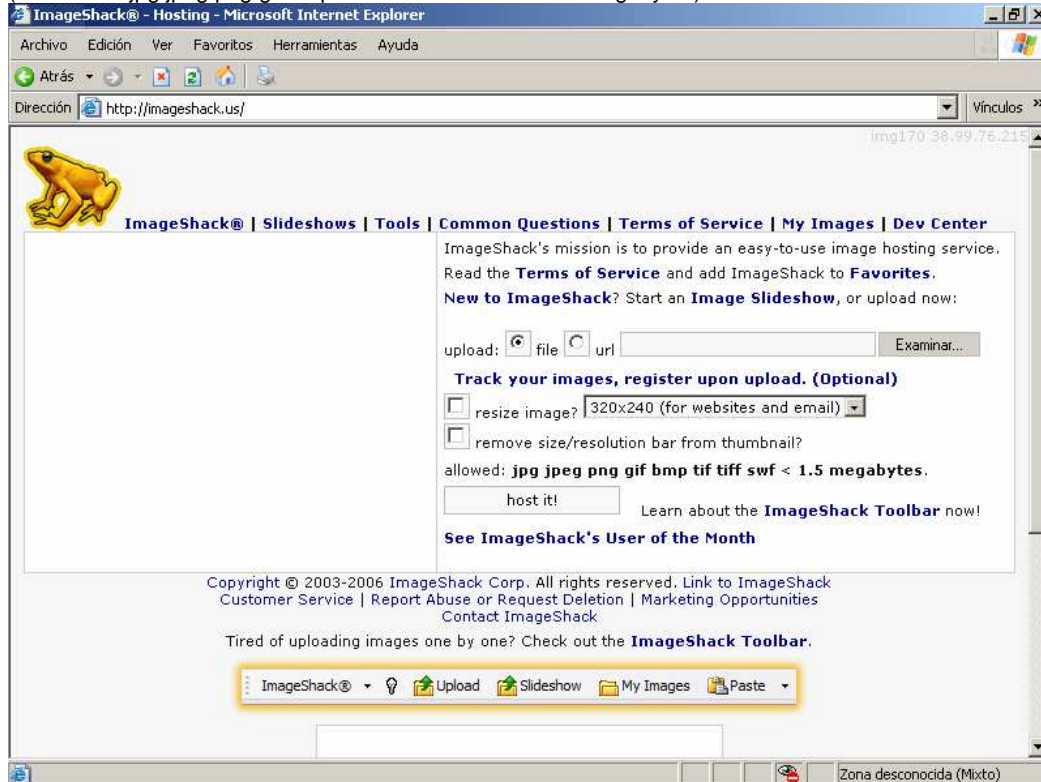 ImageShack® - Hosting - Microsoft Internet Explorer
Archivo Edición Ver Favoritos Herramientas Ayuda
Atrás
Dirección http://imageshack.us/ Vínculos »
img170 38.99.76.215
ImageShack® | Slideshows | Tools | Common Questions | Terms of Service | My Images | Dev Center
ImageShack's mission is to provide an easy-to-use image hosting service.
Read the Terms of Service and add ImageShack to Favorites.
New to ImageShack? Start an Image Slideshow, or upload now:
upload: file url Examinar...
Track your images, register upon upload. (Optional)
resize image? 320x240 (for websites and email)
remove size/resolution bar from thumbnail?
allowed: jpg jpeg png gif bmp tif tiff swf < 1.5 megabytes.
host it! Learn about the ImageShack Toolbar now!
See ImageShack's User of the Month
Copyright © 2003-2006 ImageShack Corp. All rights reserved. Link to ImageShack
Customer Service | Report Abuse or Request Deletion | Marketing Opportunities
Contact ImageShack
Tired of uploading images one by one? Check out the ImageShack Toolbar.
ImageShack® Upload Slideshow My Images Paste
Zona desconocida (Mixto)